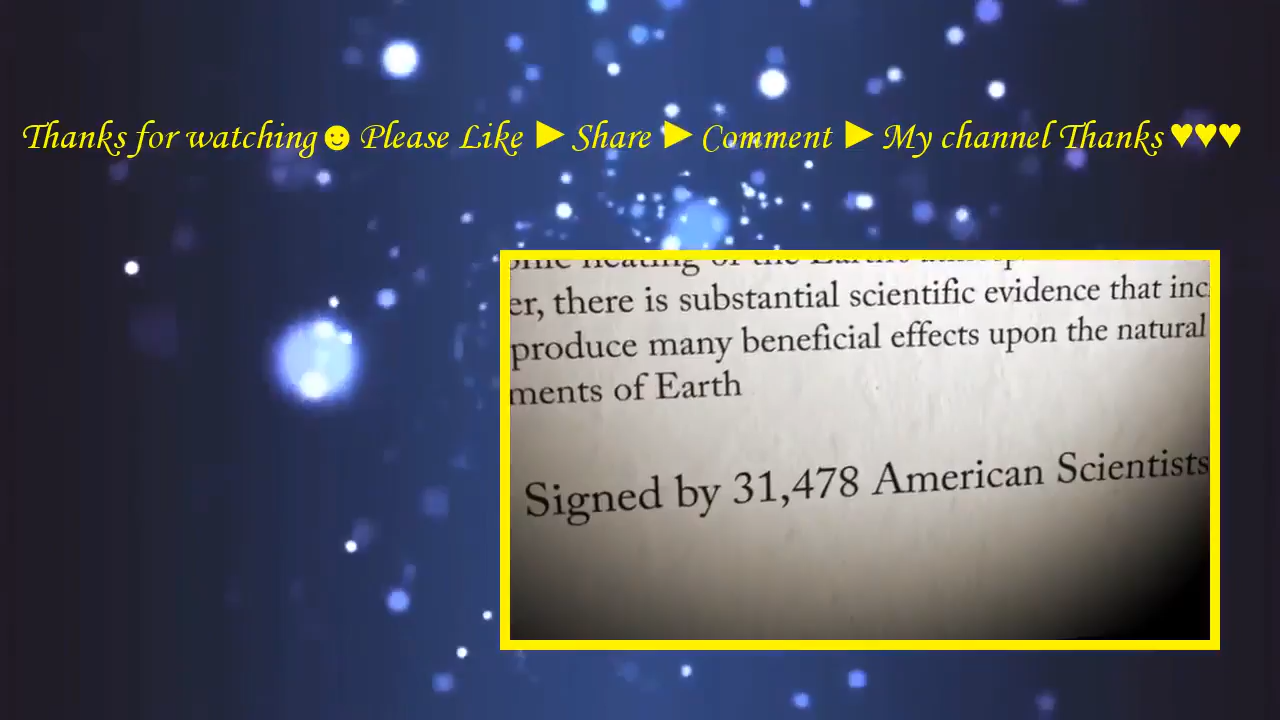 Thanks for watching☻Please Like ►Share ►Comment ►My channel Thanks♥♥♥
er, there is substantial scientific evidence that inc
produce many beneficial effects upon the natural
ments of Earth
Signed by 31,478 American Scientists